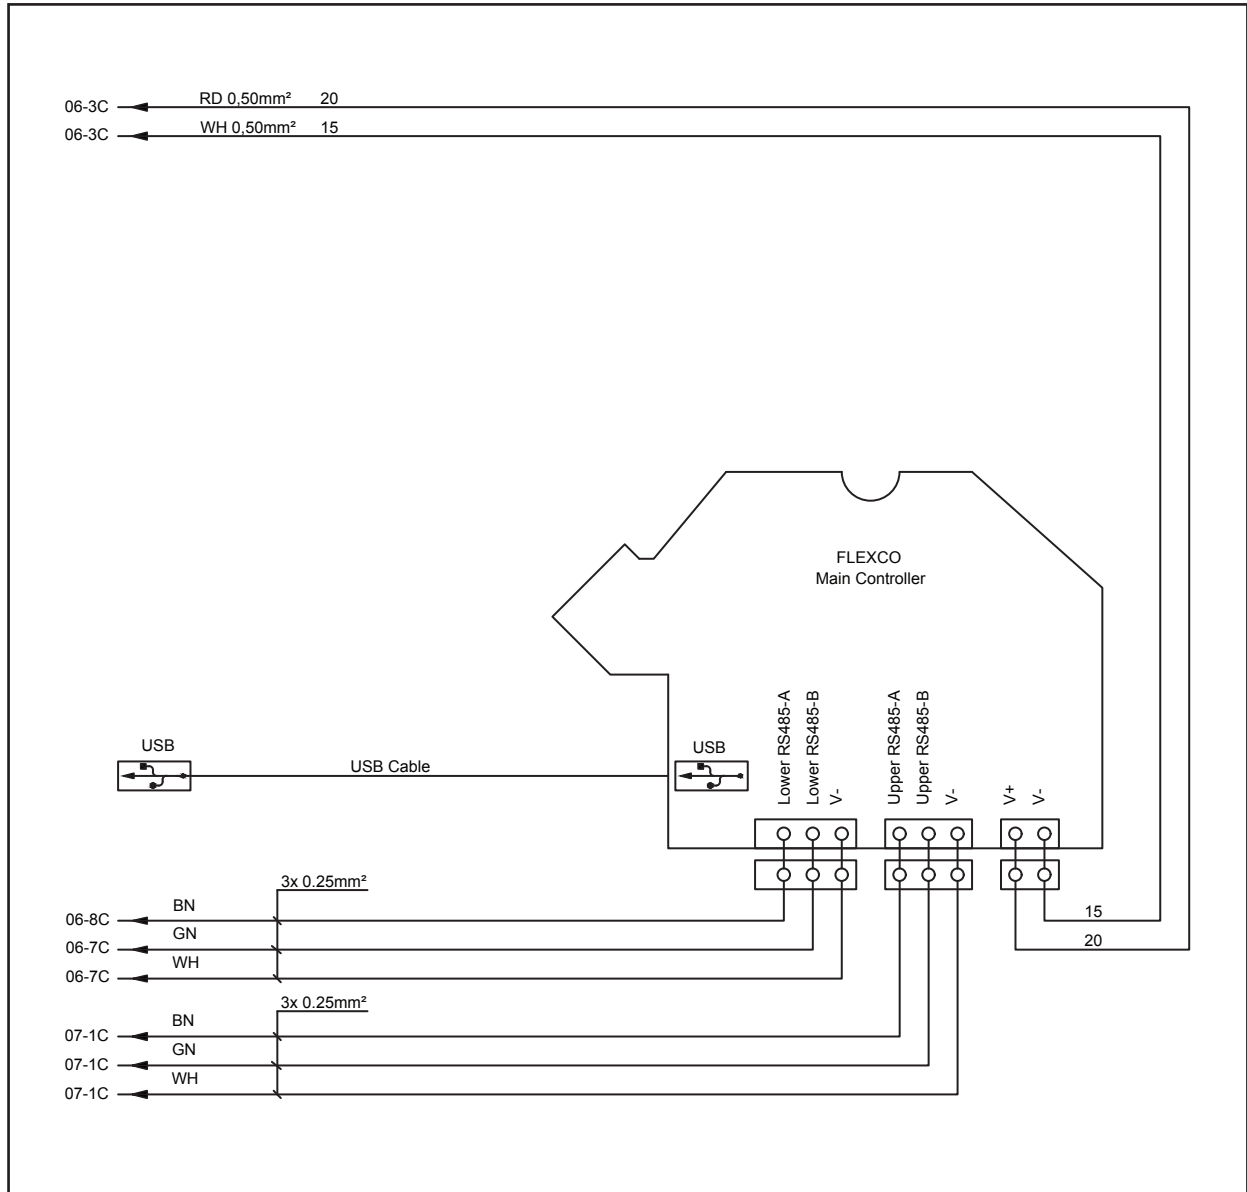 06-3C RD 0,50mm² 20
06-3C WH 0,50mm² 15
FLEXCO
Main Controller
Lower RS485-A
Lower RS485-B
V-
Upper RS485-A
Upper RS485-B
V-
V+
V-
USB
USB Cable
USB
3x 0.25mm²
06-8C BN
06-7C GN
06-7C WH
15
20
3x 0.25mm²
07-1C BN
07-1C GN
07-1C WH